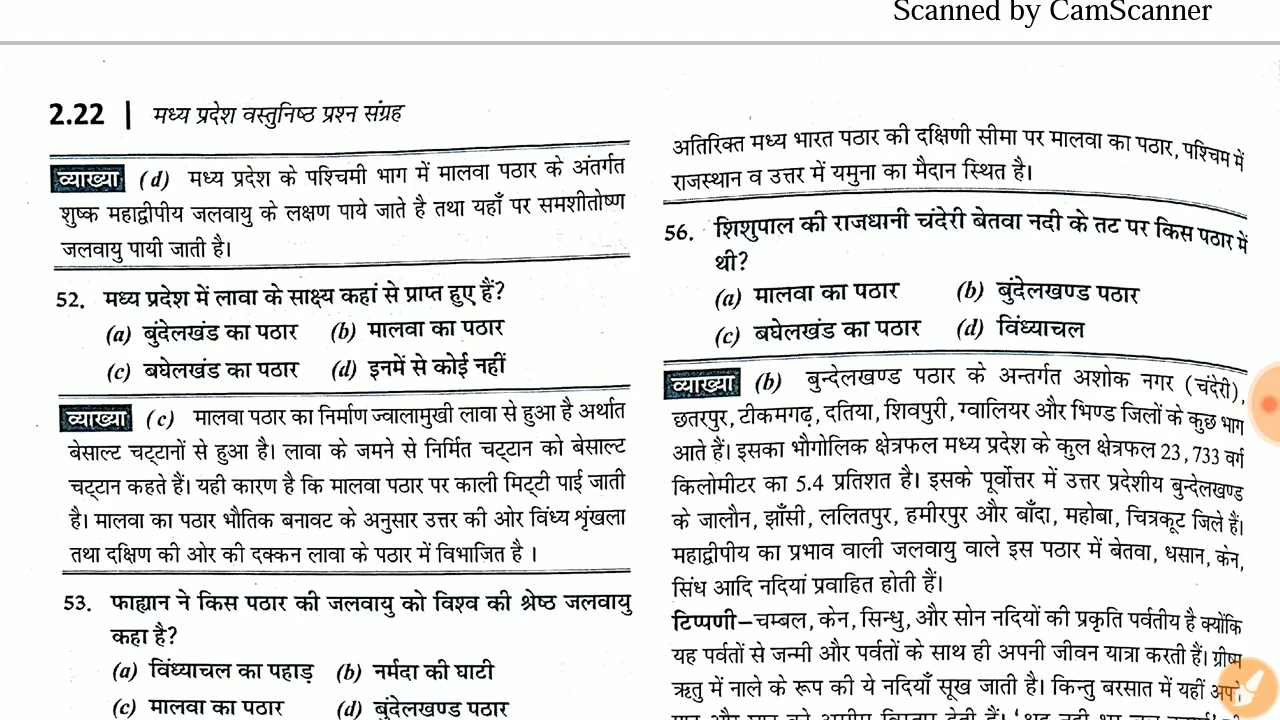 Scanned by CamScanner
2.22 | मध्य प्रदेश वस्तुनिष्ठ प्रश्न संग्रह
व्याख्या (d) मध्य प्रदेश के पश्चिमी भाग में मालवा पठार के अंतर्गत
शुष्क महाद्वीपीय जलवायु के लक्षण पाये जाते है तथा यहाँ पर समशीतोष्ण
जलवायु पायी जाती है।
52. मध्य प्रदेश में लावा के साक्ष्य कहां से प्राप्त हुए हैं?
(a) बुंदेलखंड का पठार (b) मालवा का पठार
(c) बघेलखंड का पठार (d) इनमें से कोई नहीं
व्याख्या (c) मालवा पठार का निर्माण ज्वालामुखी लावा से हुआ है अर्थात
बेसाल्ट चट्टानों से हुआ है। लावा के जमने से निर्मित चट्टान को बेसाल्ट
चट्टान कहते हैं। यही कारण है कि मालवा पठार पर काली मिट्टी पाई जाती
है। मालवा का पठार भौतिक बनावट के अनुसार उत्तर की ओर विंध्य शृंखला
तथा दक्षिण की ओर की दक्कन लावा के पठार में विभाजित है ।
53. फाह्यान ने किस पठार की जलवायु को विश्व की श्रेष्ठ जलवायु
कहा है?
(a) विंध्याचल का पहाड़ (b) नर्मदा की घाटी
(c) मालवा का पठार (d) बुंदेलखण्ड पठार
अतिरिक्त मध्य भारत पठार की दक्षिणी सीमा पर मालवा का पठार, पश्चिम में
राजस्थान व उत्तर में यमुना का मैदान स्थित है।
56. शिशुपाल की राजधानी चंदेरी बेतवा नदी के तट पर किस पठार में
थी?
(a) मालवा का पठार (b) बुंदेलखण्ड पठार
(c) बघेलखंड का पठार (d) विंध्याचल
व्याख्या (b) बुन्देलखण्ड पठार के अन्तर्गत अशोक नगर (चंदेरी),
छतरपुर, टीकमगढ़, दतिया, शिवपुरी, ग्वालियर और भिण्ड जिलों के कुछ भाग
आते हैं। इसका भौगोलिक क्षेत्रफल मध्य प्रदेश के कुल क्षेत्रफल 23,733 वर्ग
किलोमीटर का 5.4 प्रतिशत है। इसके पूर्वोत्तर में उत्तर प्रदेशीय बुन्देलखण्ड
के जालौन, झाँसी, ललितपुर, हमीरपुर और बाँदा, महोबा, चित्रकूट जिले हैं।
महाद्वीपीय का प्रभाव वाली जलवायु वाले इस पठार में बेतवा, धसान, केन,
सिंध आदि नदियां प्रवाहित होती हैं।
टिप्पणी–चम्बल, केन, सिन्धु, और सोन नदियों की प्रकृति पर्वतीय है क्योंकि
यह पर्वतों से जन्मी और पर्वतों के साथ ही अपनी जीवन यात्रा करती हैं। ग्रीष्म
ऋतु में नाले के रूप की ये नदियाँ सूख जाती है। किन्तु बरसात में यहीं अपने